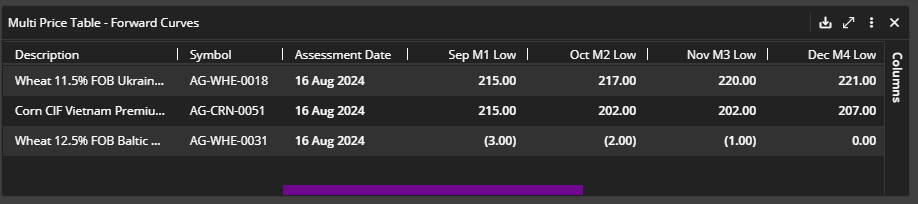 Multi Price Table - Forward Curves
Description Symbol Assessment Date Sep M1 Low Oct M2 Low Nov M3 Low Dec M4 Low
Wheat 11.5% FOB Ukrain... AG-WHE-0018 16 Aug 2024 215.00 217.00 220.00 221.00
Corn CIF Vietnam Premiu... AG-CRN-0051 16 Aug 2024 215.00 202.00 202.00 207.00
Wheat 12.5% FOB Baltic ... AG-WHE-0031 16 Aug 2024 (3.00) (2.00) (1.00) 0.00
Columns